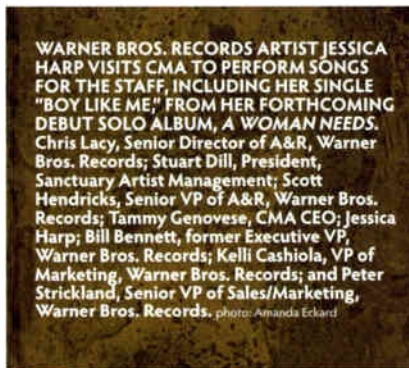 WARNER BROS. RECORDS ARTIST JESSICA
HARP VISITS CMA TO PERFORM SONGS
FOR THE STAFF, INCLUDING HER SINGLE
"BOY LIKE ME," FROM HER FORTHCOMING
DEBUT SOLO ALBUM, A WOMAN NEEDS.
Chris Lacy, Senior Director of A&R, Warner
Bros. Records; Stuart Dill, President,
Sanctuary Artist Management; Scott
Hendricks, Senior VP of A&R, Warner Bros.
Records; Tammy Genovese, CMA CEO; Jessica
Harp; Bill Bennett, former Executive VP,
Warner Bros. Records; Kelli Cashiola, VP of
Marketing, Warner Bros. Records; and Peter
Strickland, Senior VP of Sales/Marketing,
Warner Bros. Records. photo: Amanda Eckard